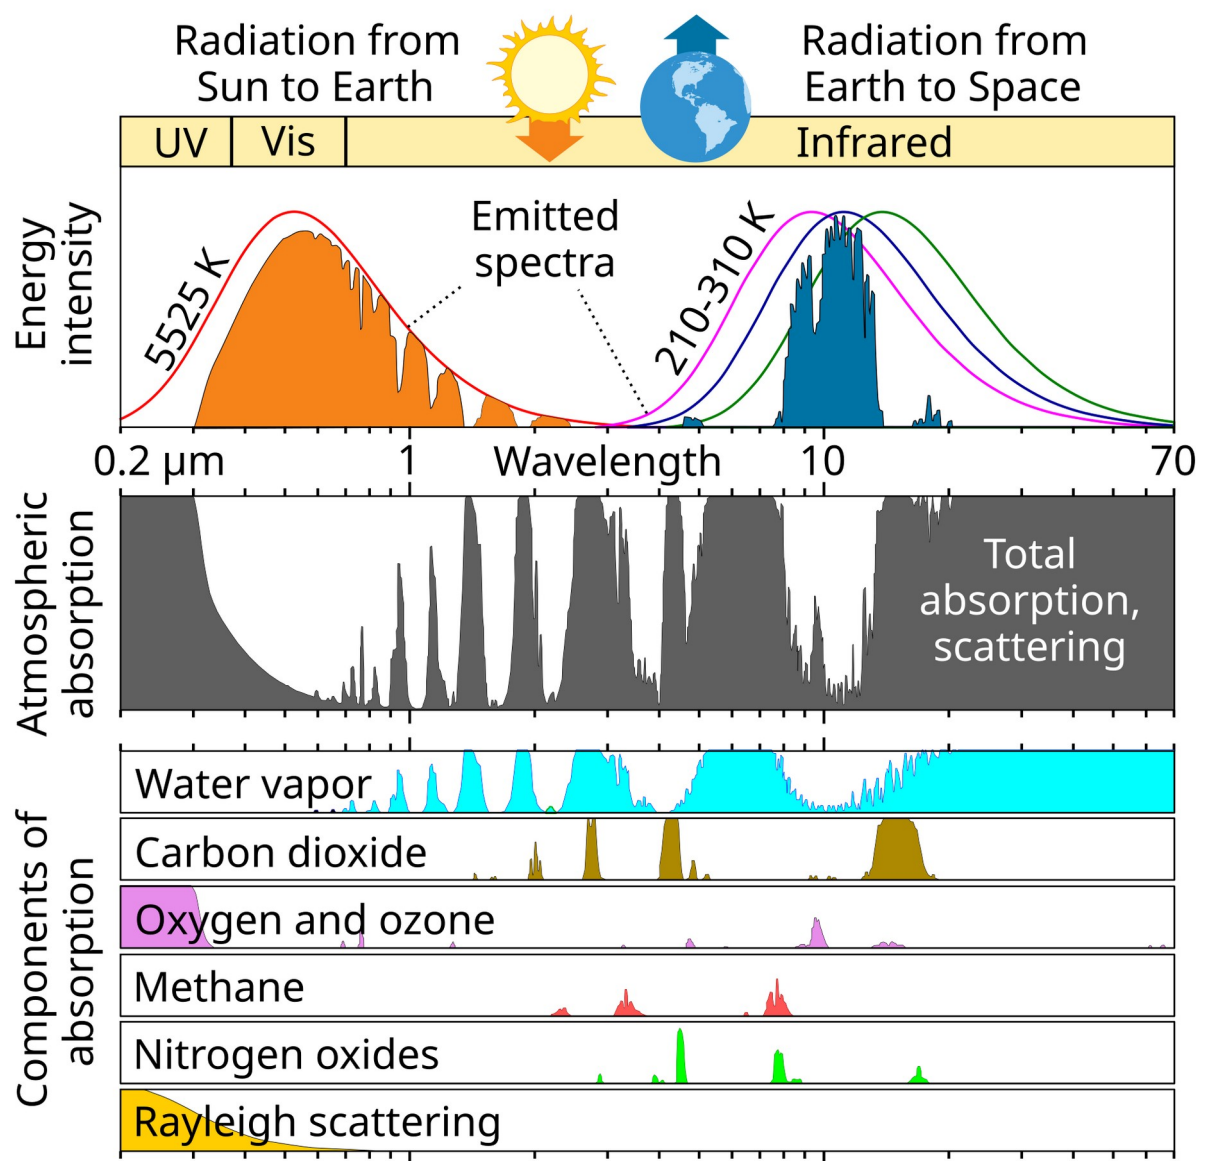 Radiation from
Sun to Earth
Radiation from
Earth to Space
UV
Vis
Infrared
Energy
intensity
5525 K
Emitted
spectra
210-310 K
0.2 µm
1
Wavelength
10
70
Atmospheric
absorption
Total
absorption,
scattering
Components of
absorption
Water vapor
Carbon dioxide
Oxygen and ozone
Methane
Nitrogen oxides
Rayleigh scattering